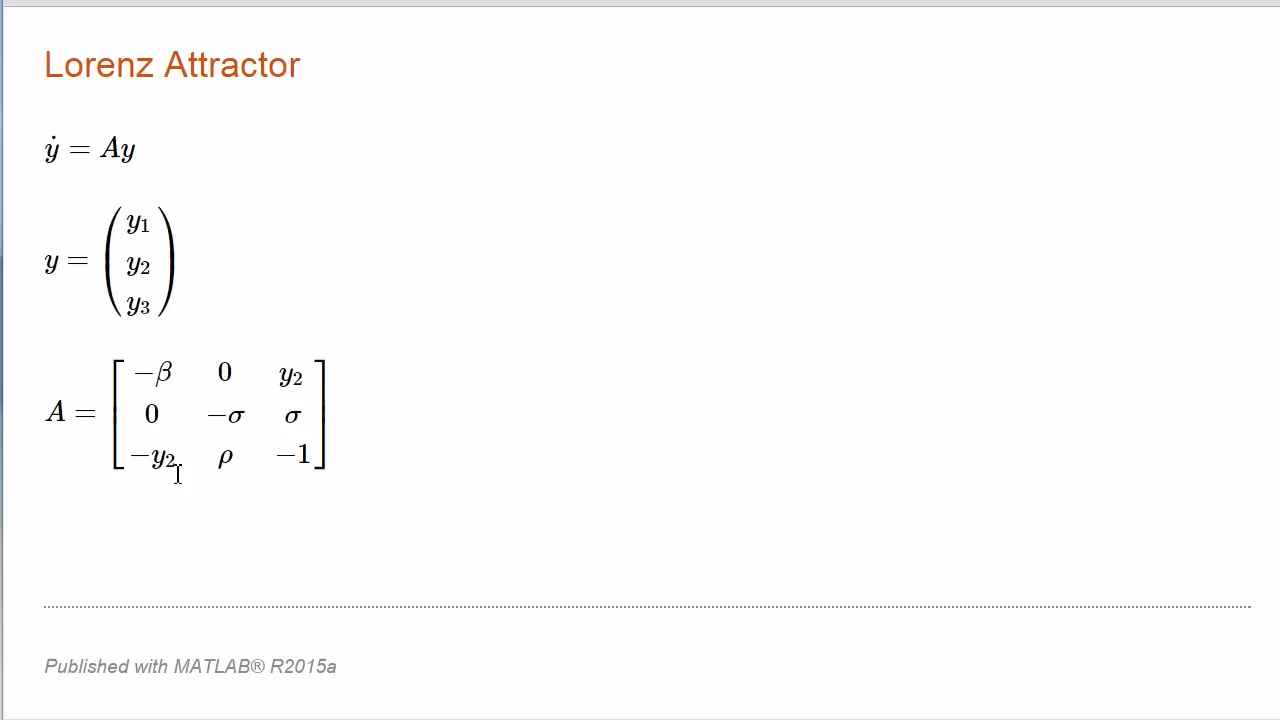 Lorenz Attractor
ẏ = Ay
y = ( y₁
y₂
y₃ )
A = [ −β 0 y₂
0 −σ σ
−y₂ ρ −1 ]
Published with MATLAB® R2015a